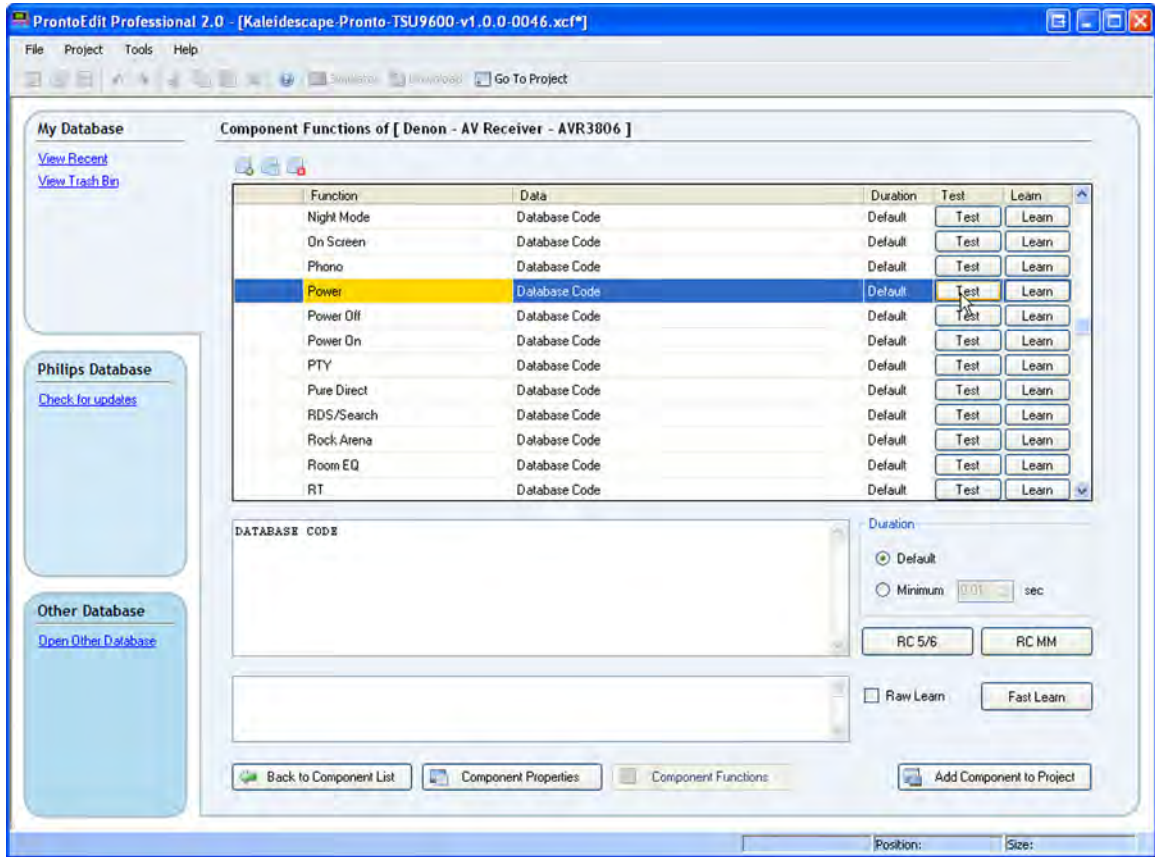 ProntoEdit Professional 2.0 - [Kaleidescape-Pronto-TSU9600-v1.0.0-0046.xcf*]
File Project Tools Help
Simulator Download Go To Project
My Database
View Recent
View Trash Bin
Component Functions of [ Denon - AV Receiver - AVR3806 ]
Function Data Duration Test Learn
Night Mode Database Code Default Test Learn
On Screen Database Code Default Test Learn
Phono Database Code Default Test Learn
Power Database Code Default Test Learn
Power Off Database Code Default Test Learn
Power On Database Code Default Test Learn
PTY Database Code Default Test Learn
Pure Direct Database Code Default Test Learn
RDS/Search Database Code Default Test Learn
Rock Arena Database Code Default Test Learn
Room EQ Database Code Default Test Learn
RT Database Code Default Test Learn
Philips Database
Check for updates
Other Database
Open Other Database
DATABASE CODE
Duration
Default
Minimum 0.01 sec
RC 5/6 RC MM
Raw Learn Fast Learn
Back to Component List Component Properties Component Functions Add Component to Project
Position: Size: